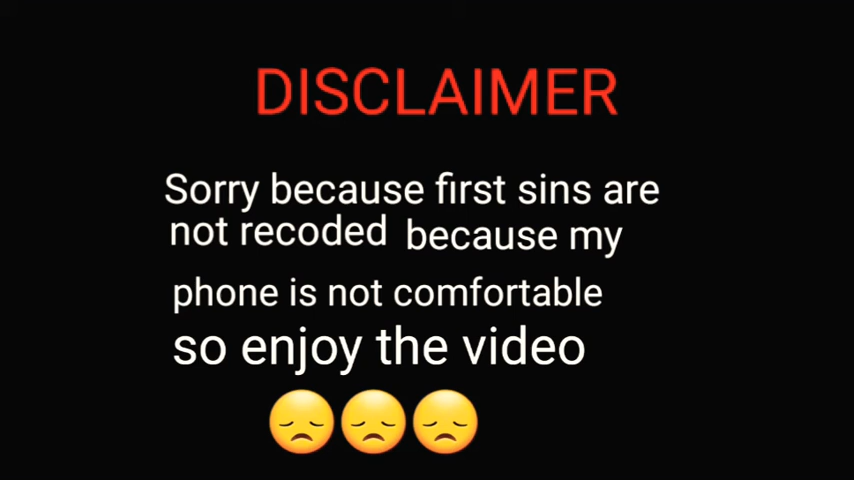 DISCLAIMER
Sorry because first sins are
not recoded because my
phone is not comfortable
so enjoy the video
😞😞😞